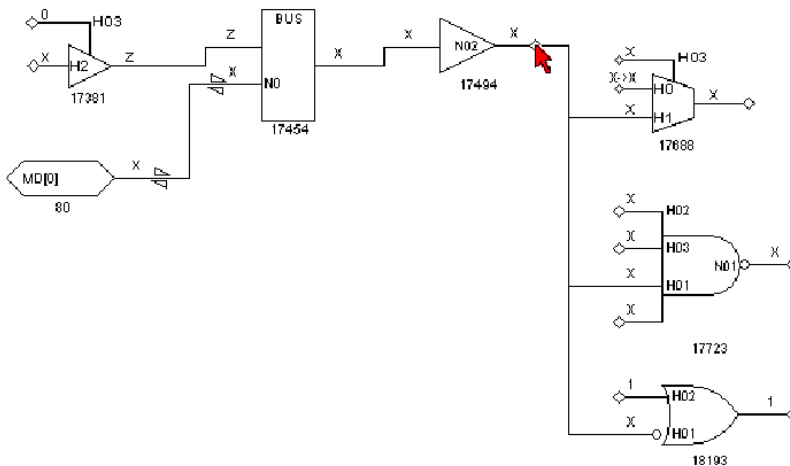 0
H03
X
H2
Z
17381
Z
BUS
X
N0
17454
X
X
N02
17494
X
X
MD[0]
80
X
H03
X->X
H0
X
X
H1
17688
X
H02
X
H03
N01
X
X
H01
X
17723
1
H02
1
X
H01
18193